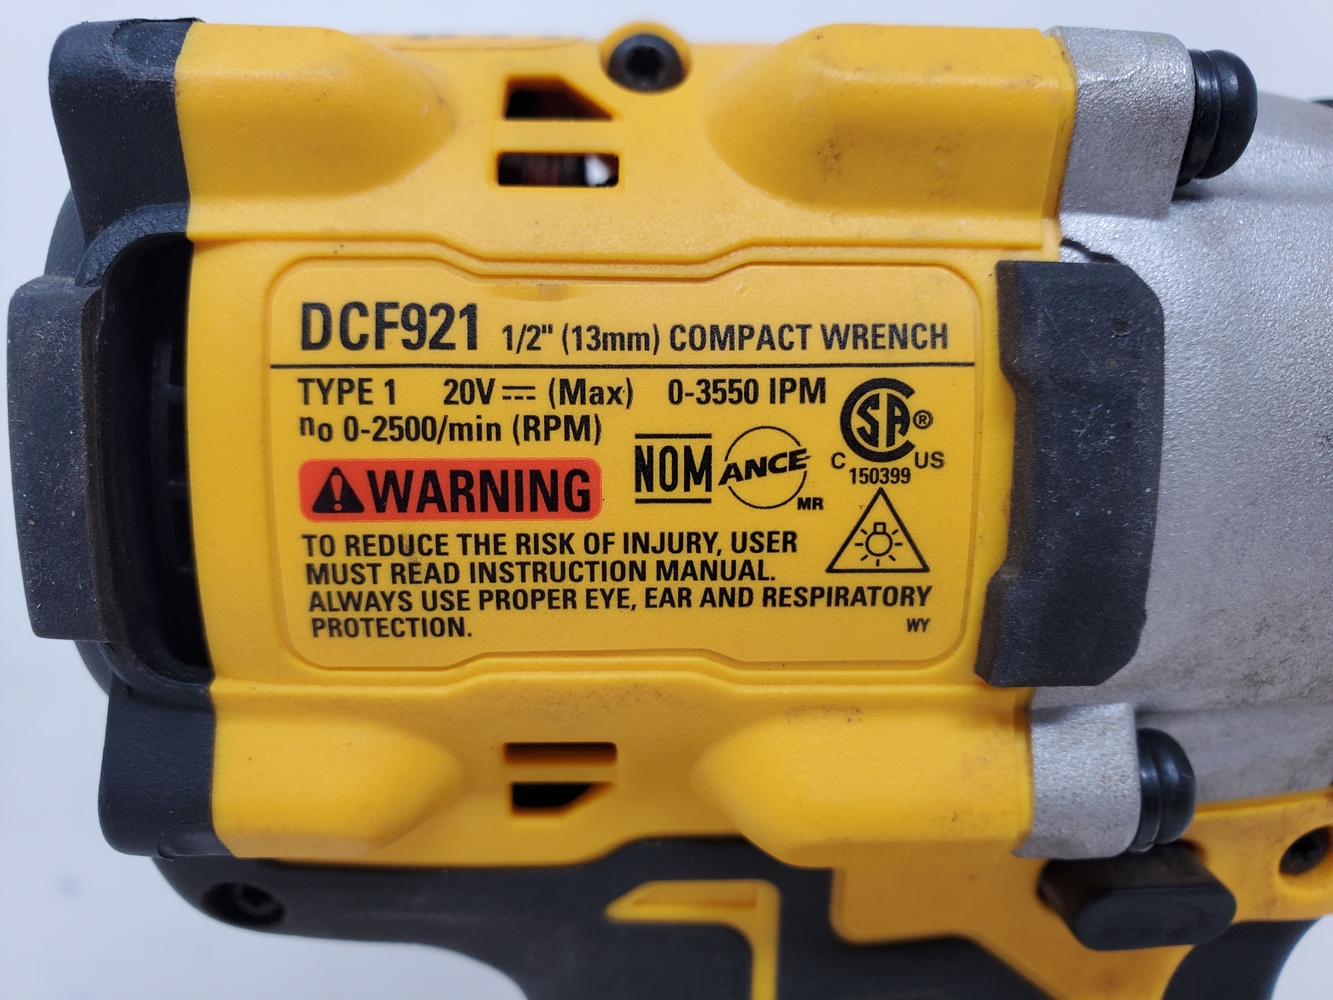 DCF921 1/2" (13mm) COMPACT WRENCH
TYPE 1 20V ⎓ (Max) 0-3550 IPM
no 0-2500/min (RPM)
CSA®
C US
150399
NOM ANCE MR
WARNING
TO REDUCE THE RISK OF INJURY, USER
MUST READ INSTRUCTION MANUAL.
ALWAYS USE PROPER EYE, EAR AND RESPIRATORY
PROTECTION.
WY